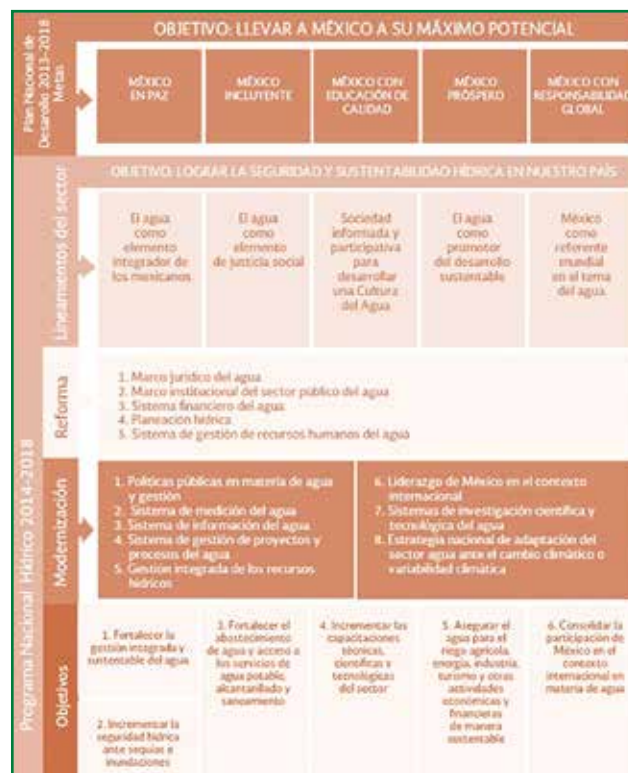 OBJETIVO: LLEVAR A MÉXICO A SU MÁXIMO POTENCIAL
Plan Nacional de
Desarollo 2013-2018
Metas
MÉXICO
EN PAZ
MÉXICO
INCLUYENTE
MÉXICO CON
EDUCACIÓN DE
CALIDAD
MÉXICO
PRÓSPERO
MÉXICO CON
RESPONSABILIDAD
GLOBAL
Programa Nacional Hídrico 2014-2018
OBJETIVO: LOGRAR LA SEGURIDAD Y SUSTENTABILIDAD HÍDRICA EN NUESTRO PAÍS
Lineamientos del sector
El agua
como
elemento
integrador de
los mexicanos
El agua
como
elemento
de justicia social
Sociedad
informada y
participativa
para
desarrollar
una Cultura
del Agua
El agua
como
promotor
del desarrollo
sustentable
México
como
referente
mundial
en el tema
del agua.
Reforma
1. Marco jurídico del agua
2. Marco institucional del sector público del agua
3. Sistema financiero del agua
4. Planeación hídrica
5. Sistema de gestión de recursos humanos del agua
Modernización
1. Políticas públicas en materia de agua
y gestión
2. Sistema de medición del agua
3. Sistema de información del agua
4. Sistema de gestión de proyectos y
procesos del agua
5. Gestión integrada de los recursos
hídricos
6. Liderazgo de México en el contexto
internacional
7. Sistemas de investigación científica y
tecnológica del agua
8. Estrategia nacional de adaptación del
sector agua ante el cambio climático o
variabilidad climática
Objetivos
1. Fortalecer la
gestión integrada y
sustentable del agua
2. Incrementar la
seguridad hídrica
ante sequías e
inundaciones
3. Fortalecer el
abastecimiento
de agua y acceso a
los servicios de
agua potable,
alcantarillado y
saneamiento
4. Incrementar las
capacitaciones
técnicas,
científicas y
tecnológicas
del sector
5. Asegurar el
agua para el
riego agrícola,
energía, industria,
turismo y otras
actividades
económicas y
financieras
de manera
sustentable
6. Consolidar la
participación de
México en el
contexto
internacional en
materia de agua